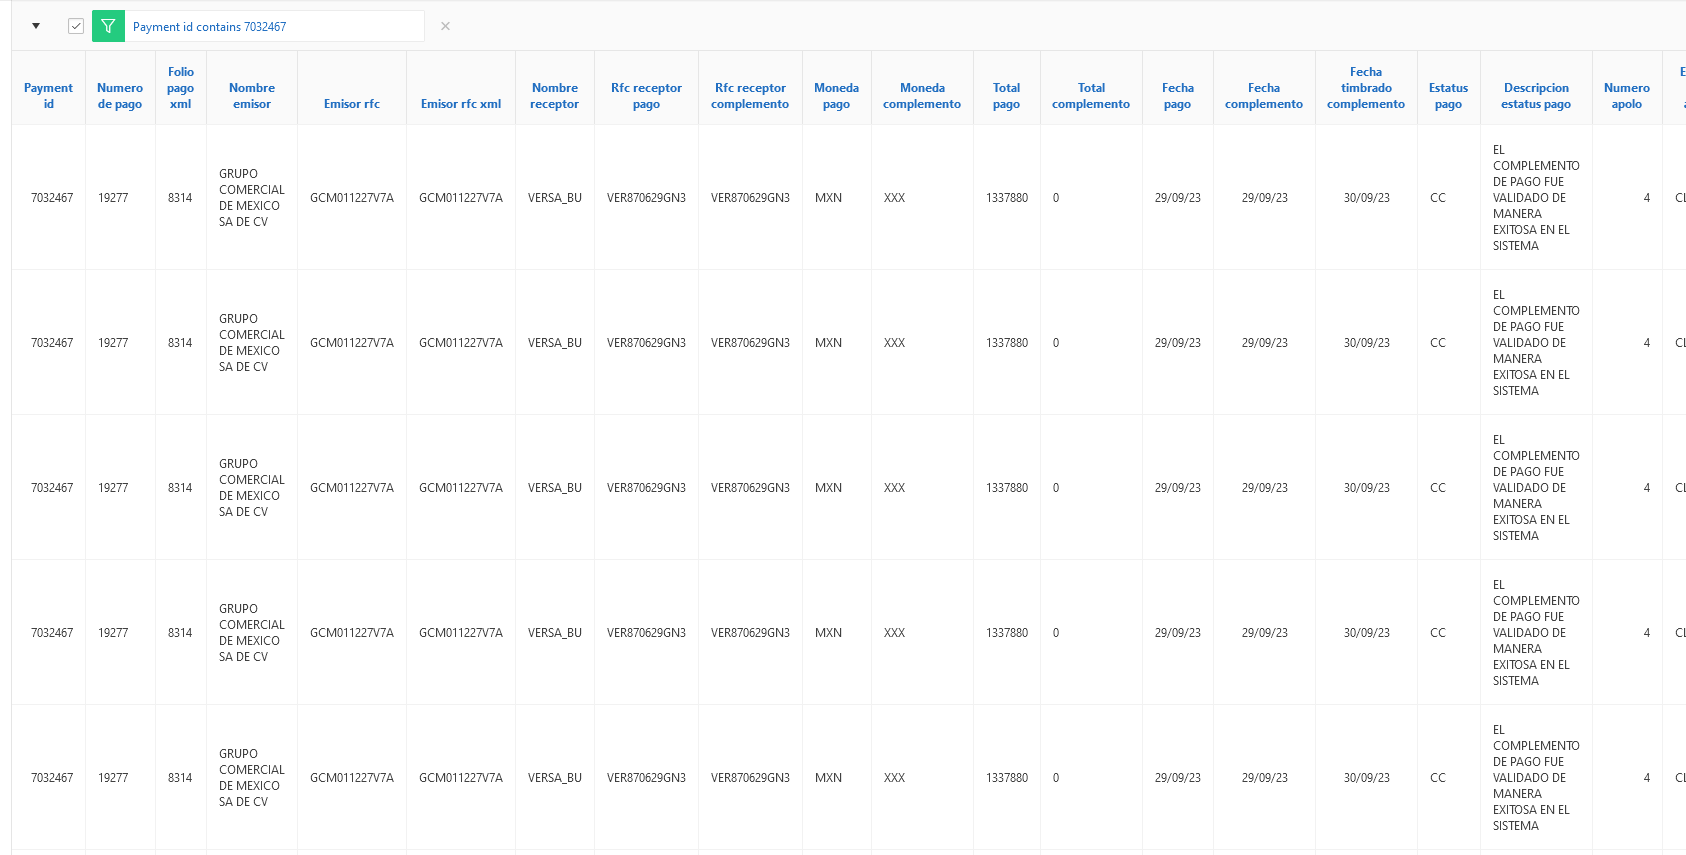 Payment id contains 7032467
Payment id
Numero de pago
Folio pago xml
Nombre emisor
Emisor rfc
Emisor rfc xml
Nombre receptor
Rfc receptor pago
Rfc receptor complemento
Moneda pago
Moneda complemento
Total pago
Total complemento
Fecha pago
Fecha complemento
Fecha timbrado complemento
Estatus pago
Descripcion estatus pago
Numero apolo
7032467 19277 8314 GRUPO COMERCIAL DE MEXICO SA DE CV GCM011227V7A GCM011227V7A VERSA_BU VER870629GN3 VER870629GN3 MXN XXX 1337880 0 29/09/23 29/09/23 30/09/23 CC EL COMPLEMENTO DE PAGO FUE VALIDADO DE MANERA EXITOSA EN EL SISTEMA 4
7032467 19277 8314 GRUPO COMERCIAL DE MEXICO SA DE CV GCM011227V7A GCM011227V7A VERSA_BU VER870629GN3 VER870629GN3 MXN XXX 1337880 0 29/09/23 29/09/23 30/09/23 CC EL COMPLEMENTO DE PAGO FUE VALIDADO DE MANERA EXITOSA EN EL SISTEMA 4
7032467 19277 8314 GRUPO COMERCIAL DE MEXICO SA DE CV GCM011227V7A GCM011227V7A VERSA_BU VER870629GN3 VER870629GN3 MXN XXX 1337880 0 29/09/23 29/09/23 30/09/23 CC EL COMPLEMENTO DE PAGO FUE VALIDADO DE MANERA EXITOSA EN EL SISTEMA 4
7032467 19277 8314 GRUPO COMERCIAL DE MEXICO SA DE CV GCM011227V7A GCM011227V7A VERSA_BU VER870629GN3 VER870629GN3 MXN XXX 1337880 0 29/09/23 29/09/23 30/09/23 CC EL COMPLEMENTO DE PAGO FUE VALIDADO DE MANERA EXITOSA EN EL SISTEMA 4
7032467 19277 8314 GRUPO COMERCIAL DE MEXICO SA DE CV GCM011227V7A GCM011227V7A VERSA_BU VER870629GN3 VER870629GN3 MXN XXX 1337880 0 29/09/23 29/09/23 30/09/23 CC EL COMPLEMENTO DE PAGO FUE VALIDADO DE MANERA EXITOSA EN EL SISTEMA 4